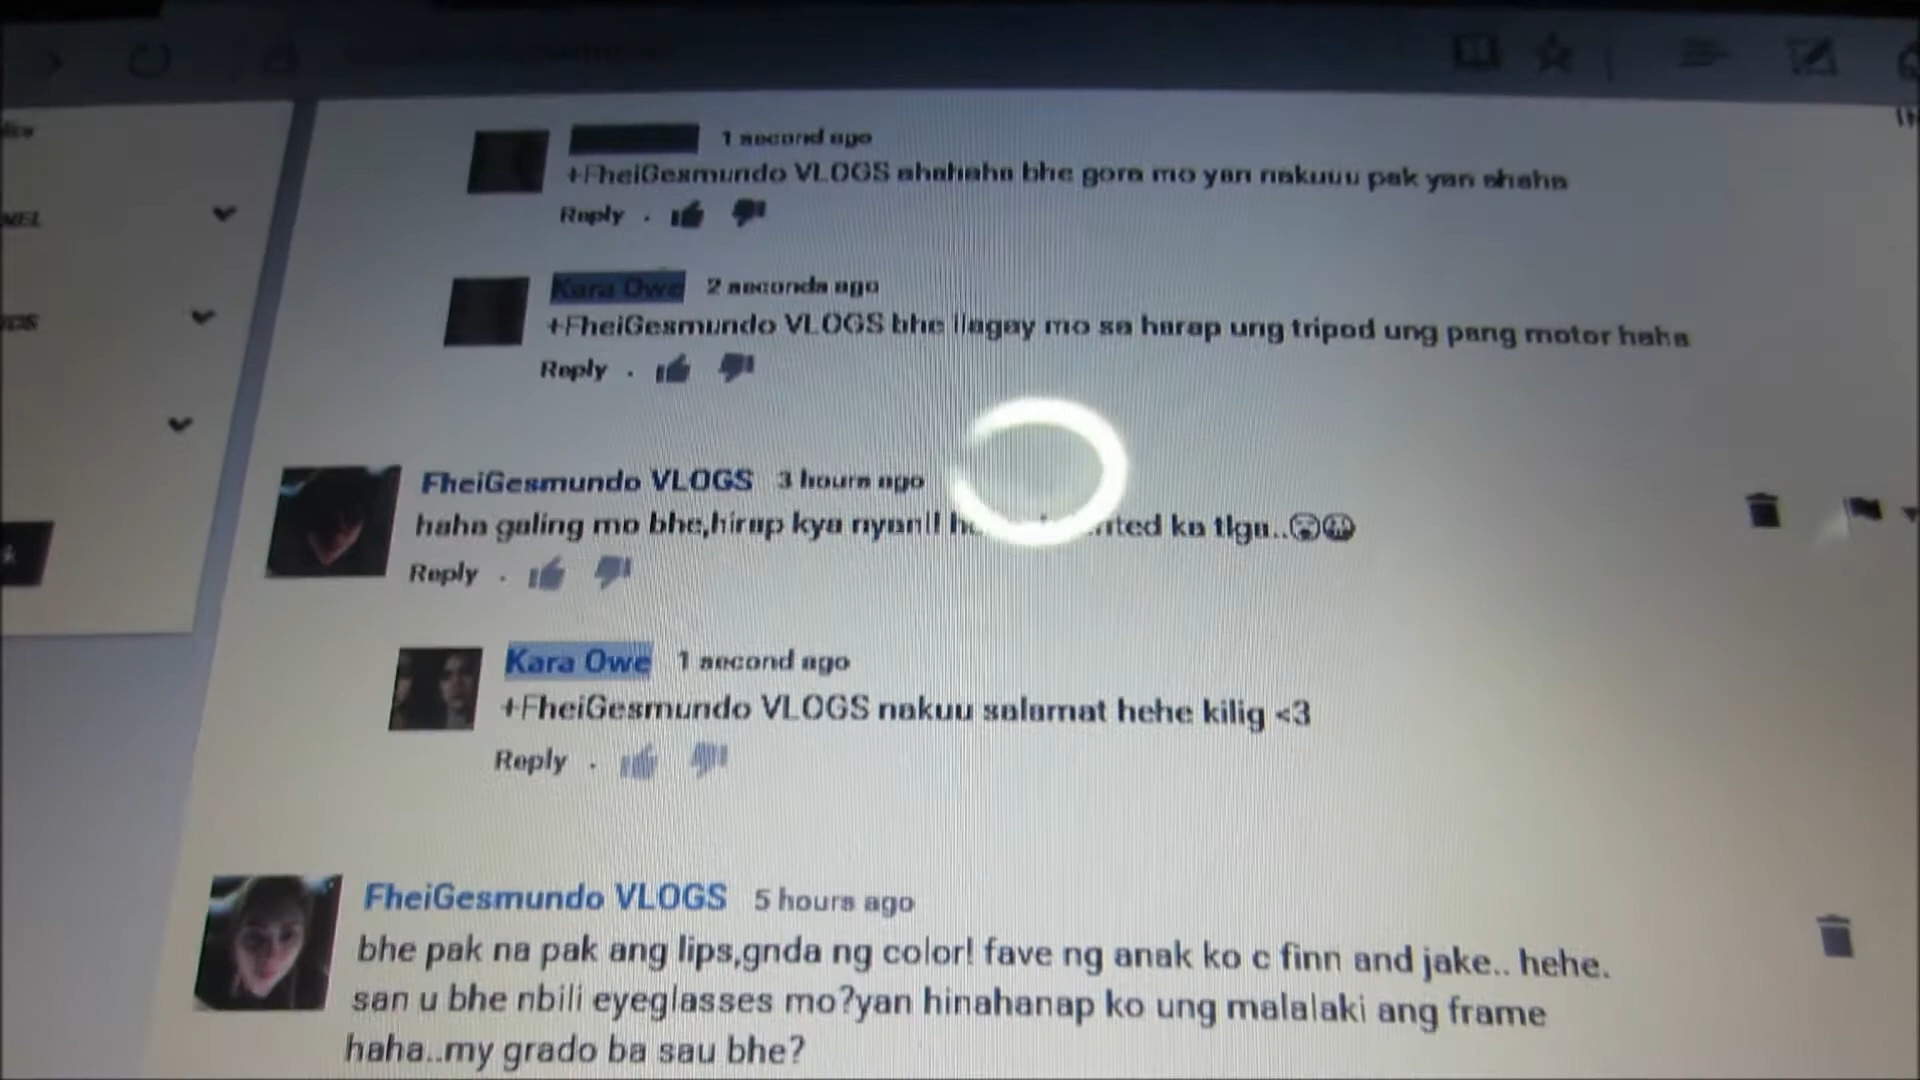 1 second ago
+FheiGesmundo VLOGS ahahaha bhe gora mo yan nakuuu pak yan ahaha
Reply .
Kara Owe 2 seconds ago
+FheiGesmundo VLOGS bhe ilagay mo sa harap ung tripod ung pang motor haha
Reply .
FheiGesmundo VLOGS 3 hours ago
haha galing mo bhe,hirap kya nyan!! ka tlga..
Reply .
Kara Owe 1 second ago
+FheiGesmundo VLOGS nakuu salamat hehe kilig <3
Reply .
FheiGesmundo VLOGS 5 hours ago
bhe pak na pak ang lips,gnda ng color! fave ng anak ko c finn and jake.. hehe.
san u bhe nbili eyeglasses mo?yan hinahanap ko ung malalaki ang frame
haha..my grado ba sau bhe?